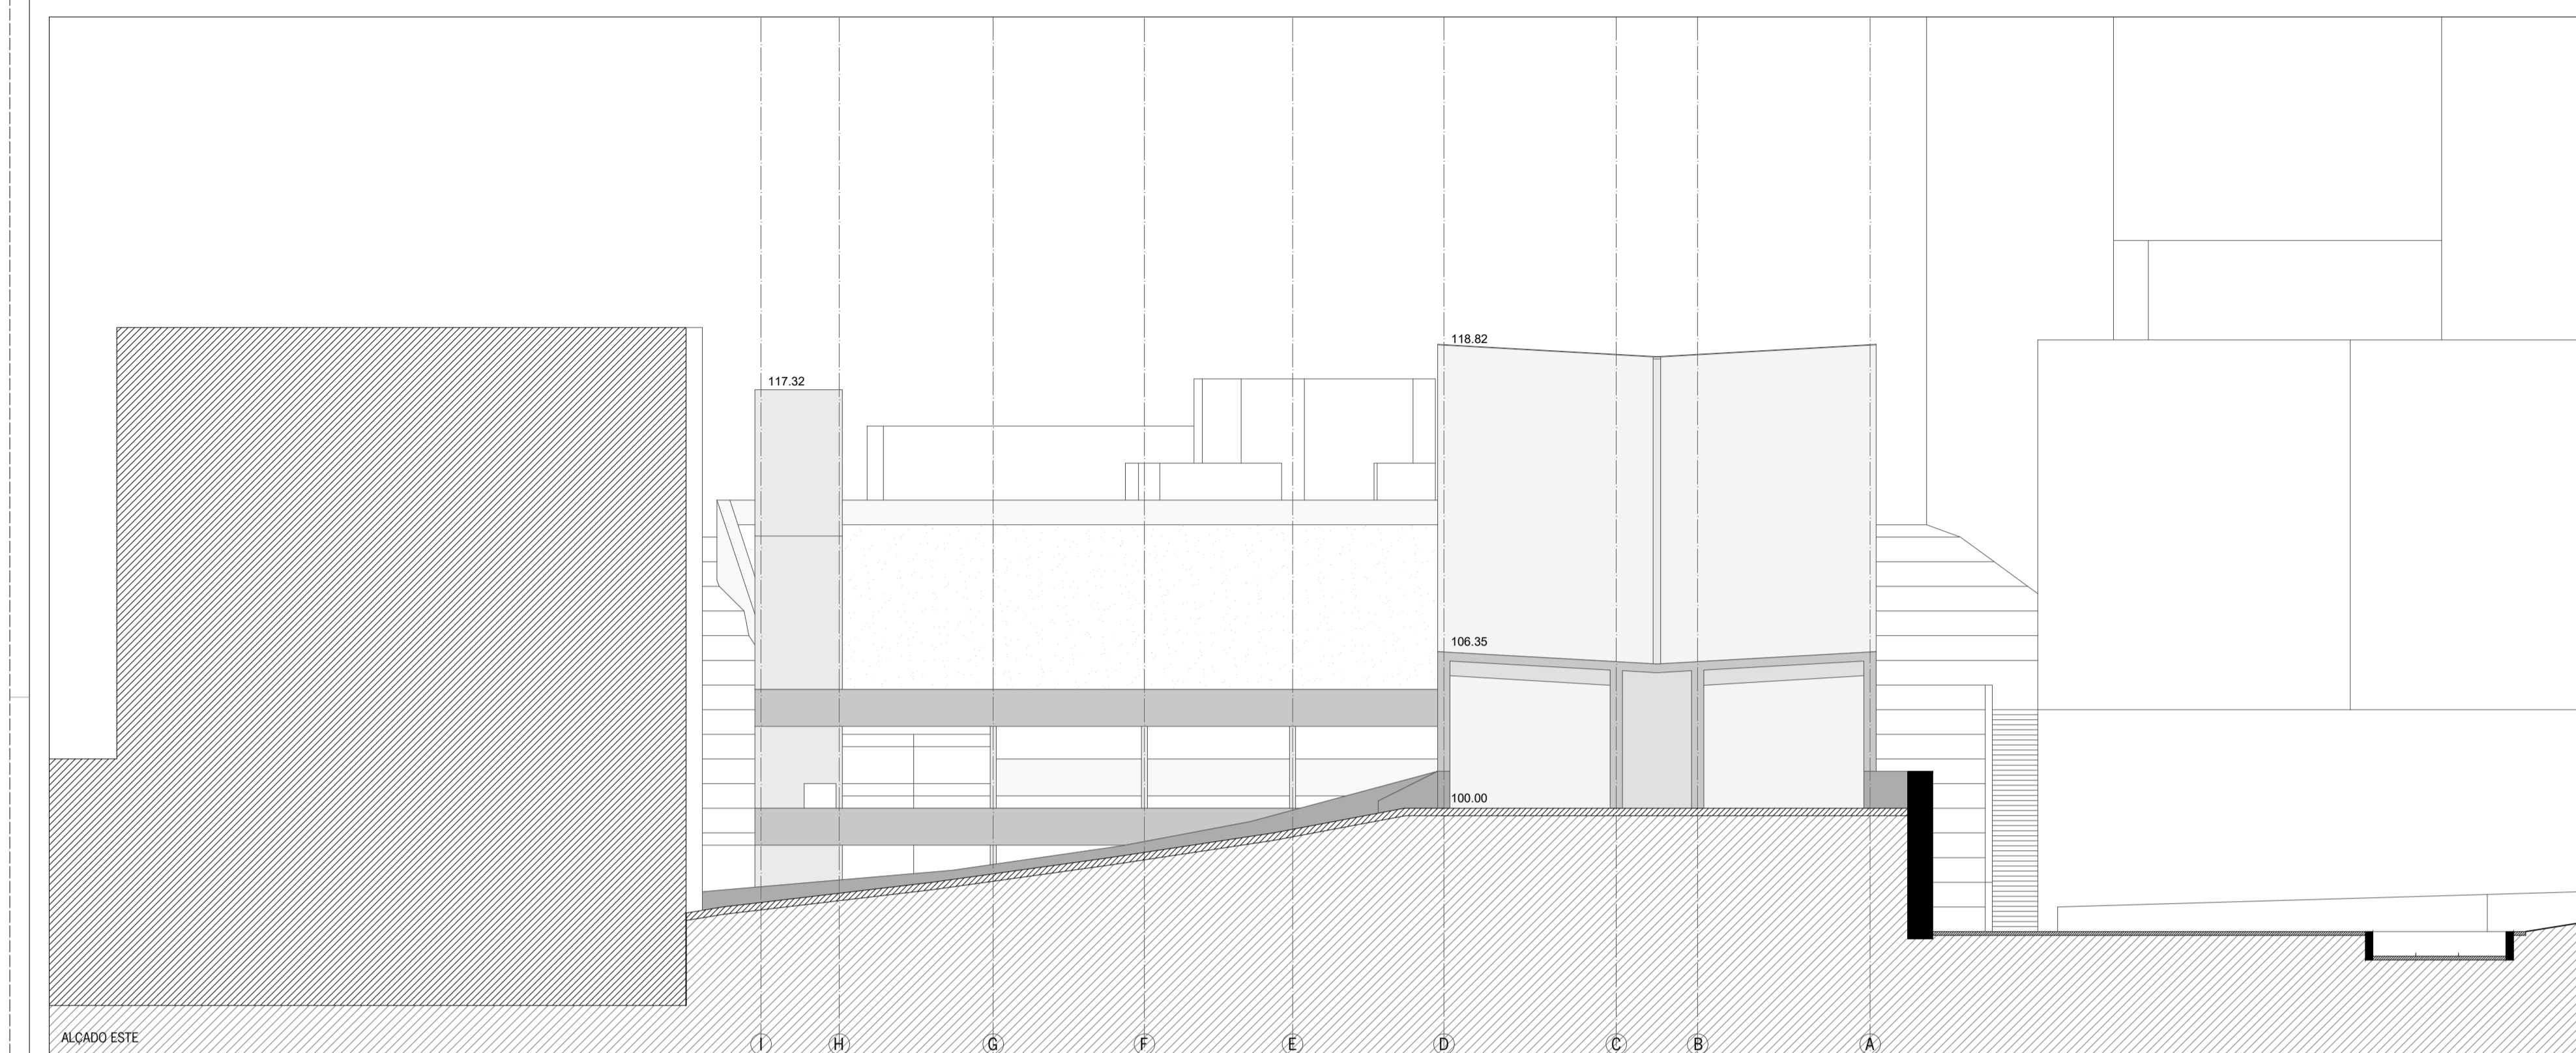 118.82
117.32
106.35
100.00
ALÇADO ESTE
I H G F E D C B A